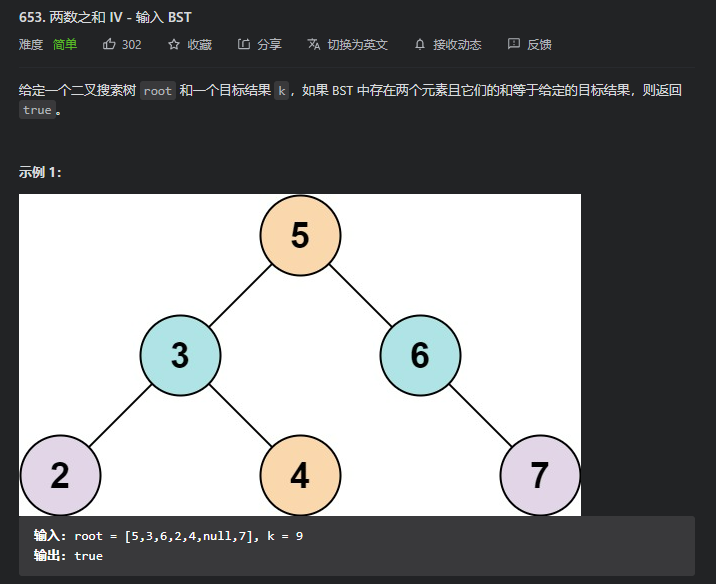 653. 两数之和 IV - 输入 BST
难度 简单 302 收藏 分享 切换为英文 接收动态 反馈
给定一个二叉搜索树 root 和一个目标结果 k，如果 BST 中存在两个元素且它们的和等于给定的目标结果，则返回
true 。
示例 1：
5
3 6
2 4 7
输入: root = [5,3,6,2,4,null,7], k = 9
输出: true